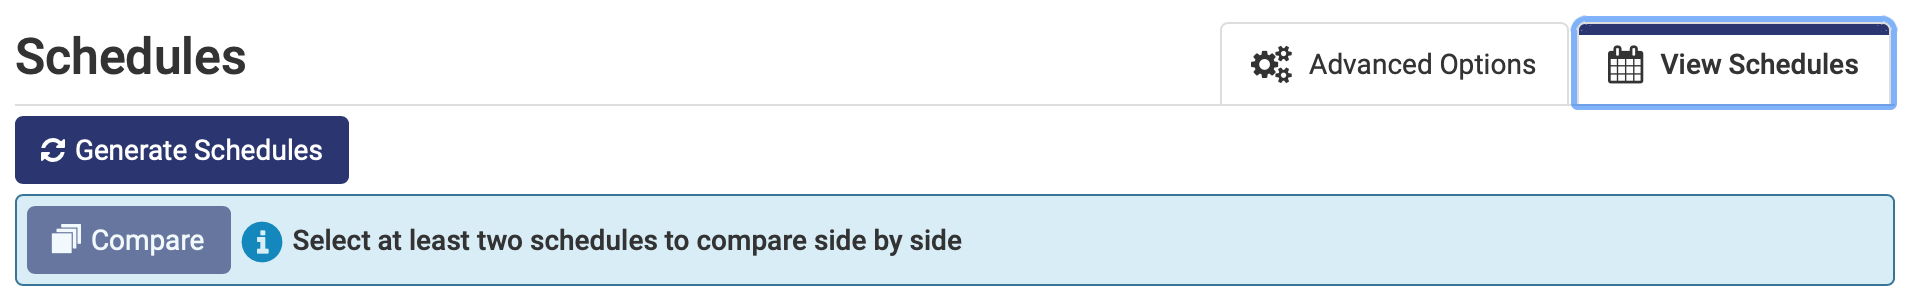 Schedules
Advanced Options
View Schedules
Generate Schedules
Compare
Select at least two schedules to compare side by side